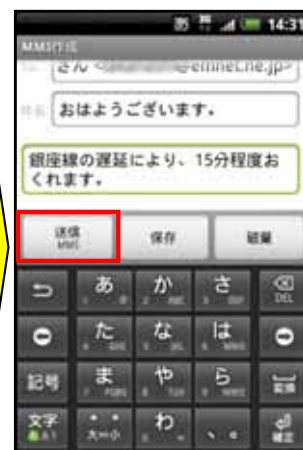 14:31
MMS作成
さん
@emnet.ne.jp>
おはようございます。
銀座線の遅延により、15分程度お
くれます。
送信 保存 破棄
MMS
あ か さ DEL
た な は
記号 ま や ら
文字 わ 、。 確定
A1 大⇔小